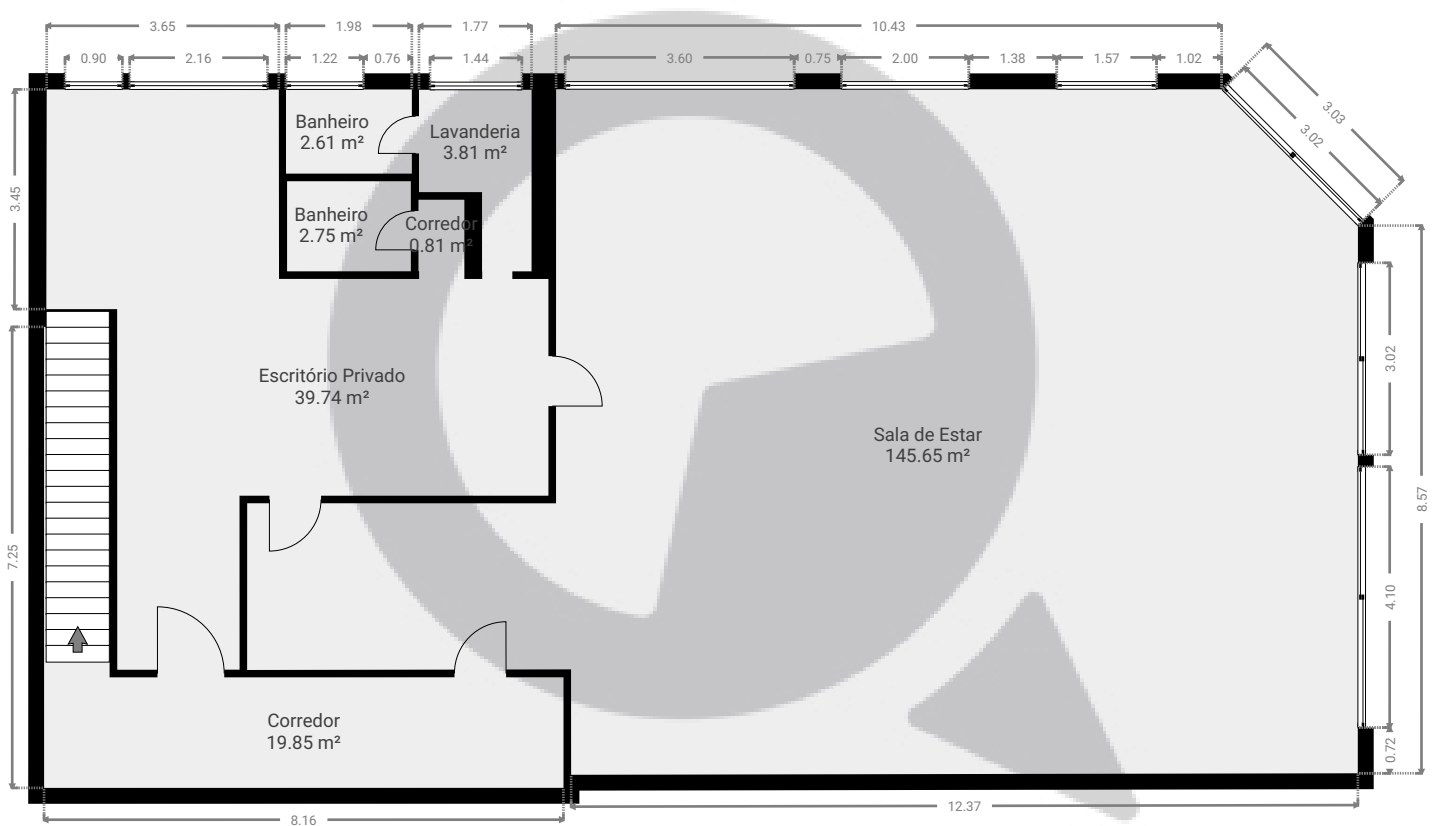 3.65
1.98
1.77
10.43
0.90
2.16
1.22
0.76
1.44
3.60
0.75
2.00
1.38
1.57
1.02
3.03
3.02
Banheiro
2.61 m²
Lavanderia
3.81 m²
3.45
Banheiro
2.75 m²
Corredor
0.81 m²
3.02
Escritório Privado
39.74 m²
Sala de Estar
145.65 m²
8.57
7.25
4.10
Corredor
19.85 m²
0.72
12.37
8.16